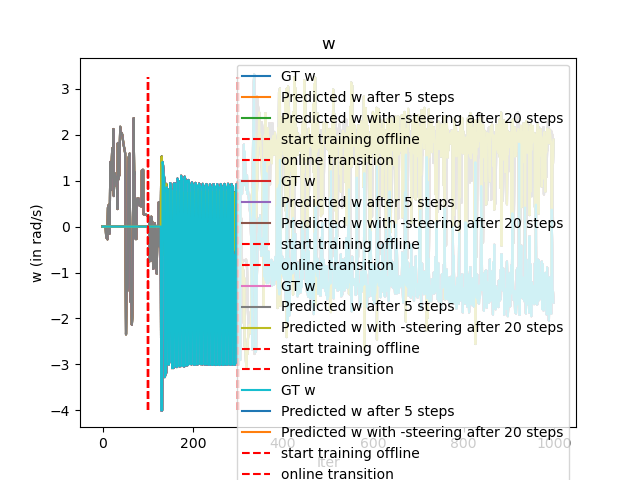 w
w (in rad/s)
3
2
1
0
−1
−2
−3
−4
GT w
Predicted w after 5 steps
Predicted w with -steering after 20 steps
start training offline
online transition
GT w
Predicted w after 5 steps
Predicted w with -steering after 20 steps
start training offline
online transition
GT w
Predicted w after 5 steps
Predicted w with -steering after 20 steps
start training offline
online transition
GT w
Predicted w after 5 steps
Predicted w with -steering after 20 steps
start training offline
online transition
0 200 400 600 800 1000
iter